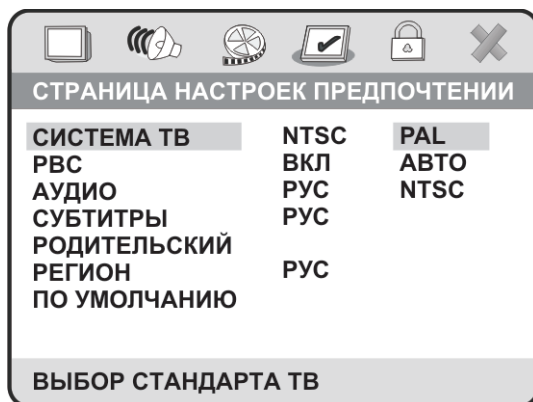 СТРАНИЦА НАСТРОЕК ПРЕДПОЧТЕНИИ
СИСТЕМА ТВ NTSC PAL
РВС ВКЛ АВТО
АУДИО РУС NTSC
СУБТИТРЫ РУС
РОДИТЕЛЬСКИЙ
РЕГИОН РУС
ПО УМОЛЧАНИЮ
ВЫБОР СТАНДАРТА ТВ